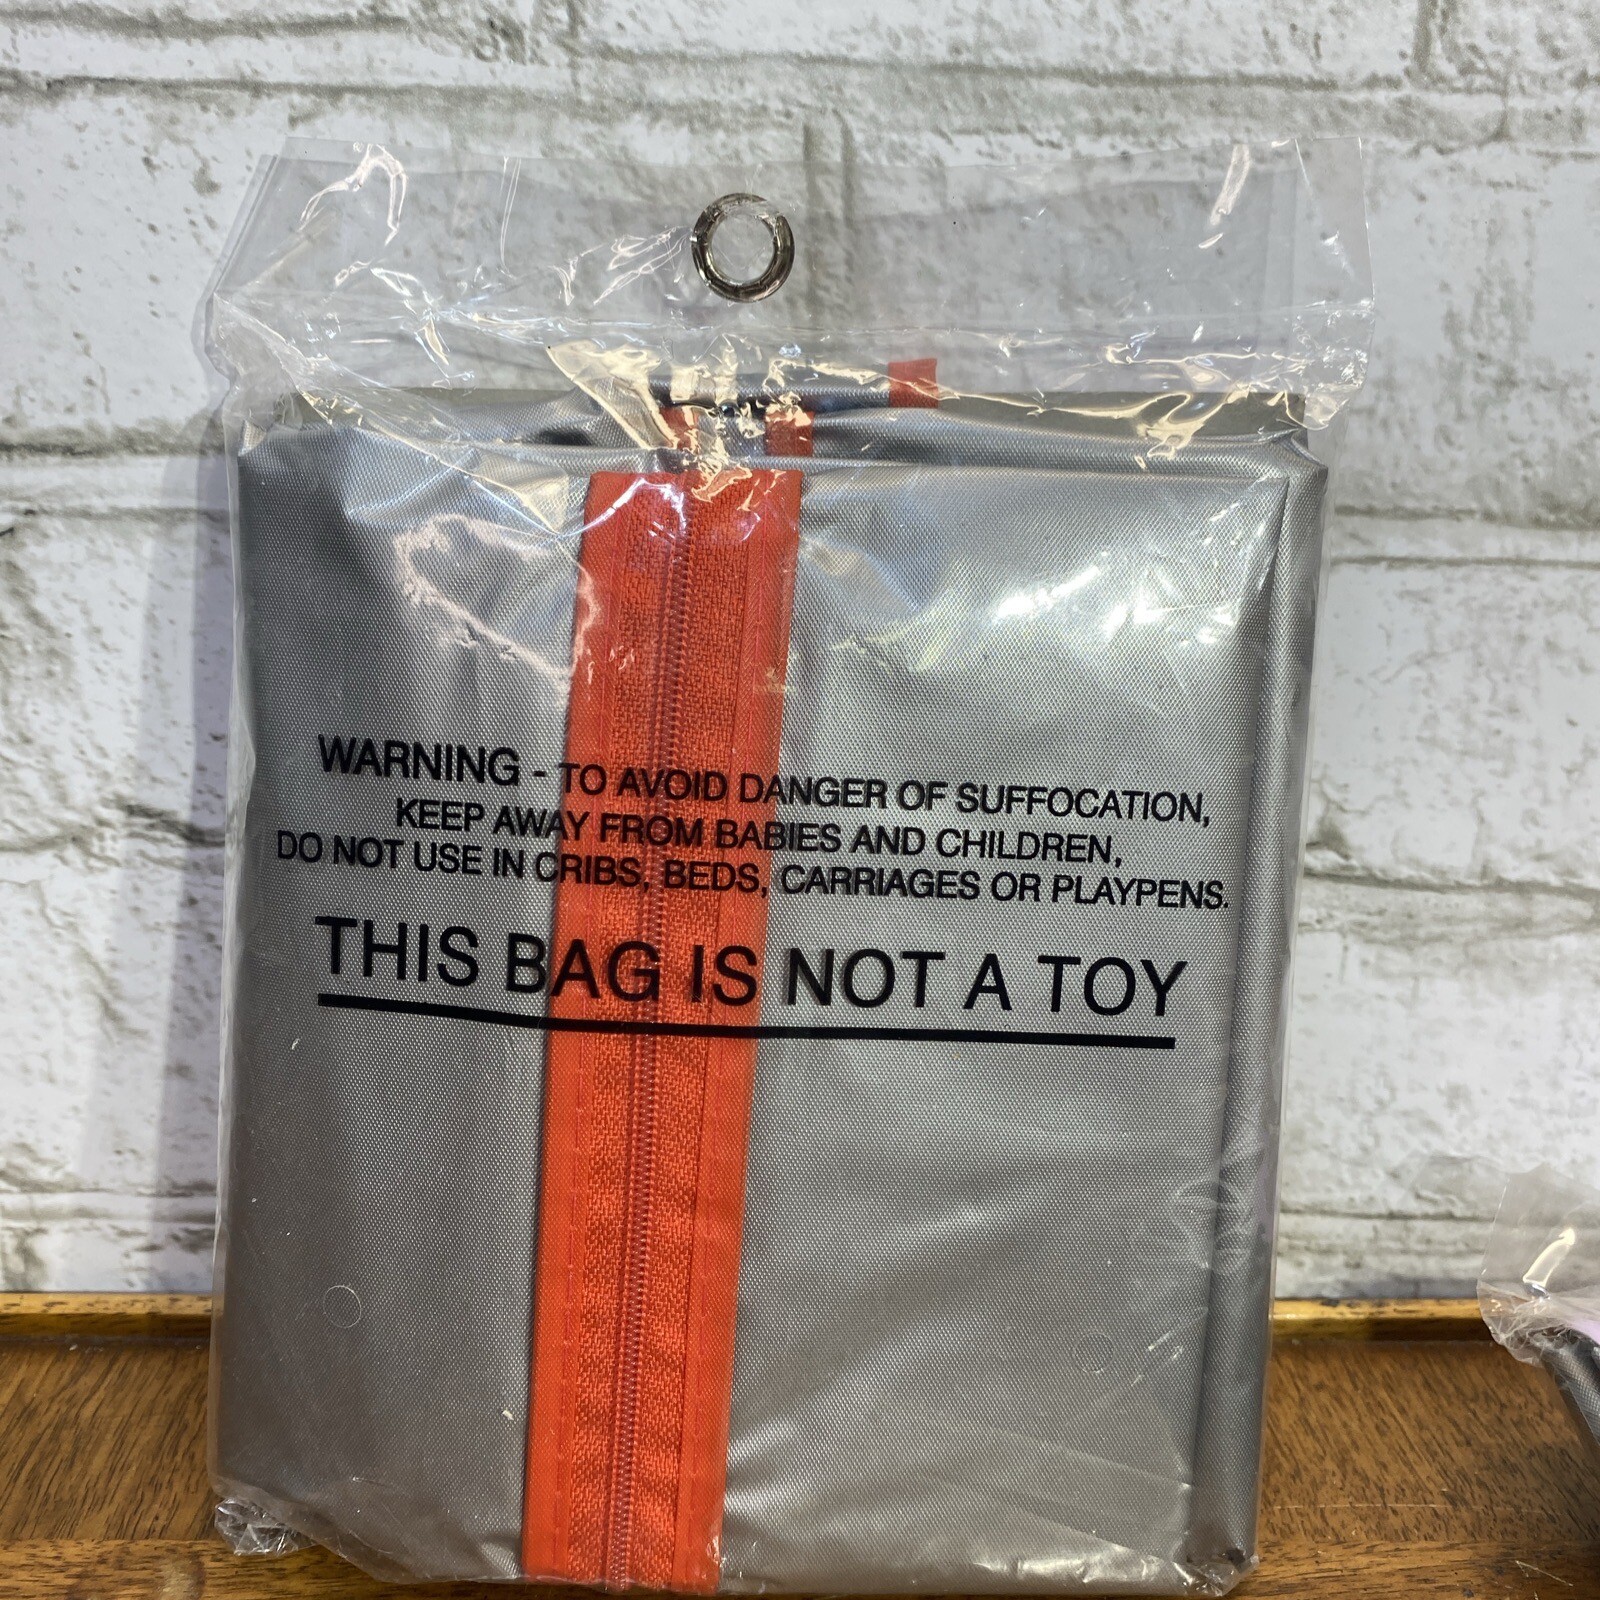 WARNING - TO AVOID DANGER OF SUFFOCATION,
KEEP AWAY FROM BABIES AND CHILDREN,
DO NOT USE IN CRIBS, BEDS, CARRIAGES OR PLAYPENS.
THIS BAG IS NOT A TOY